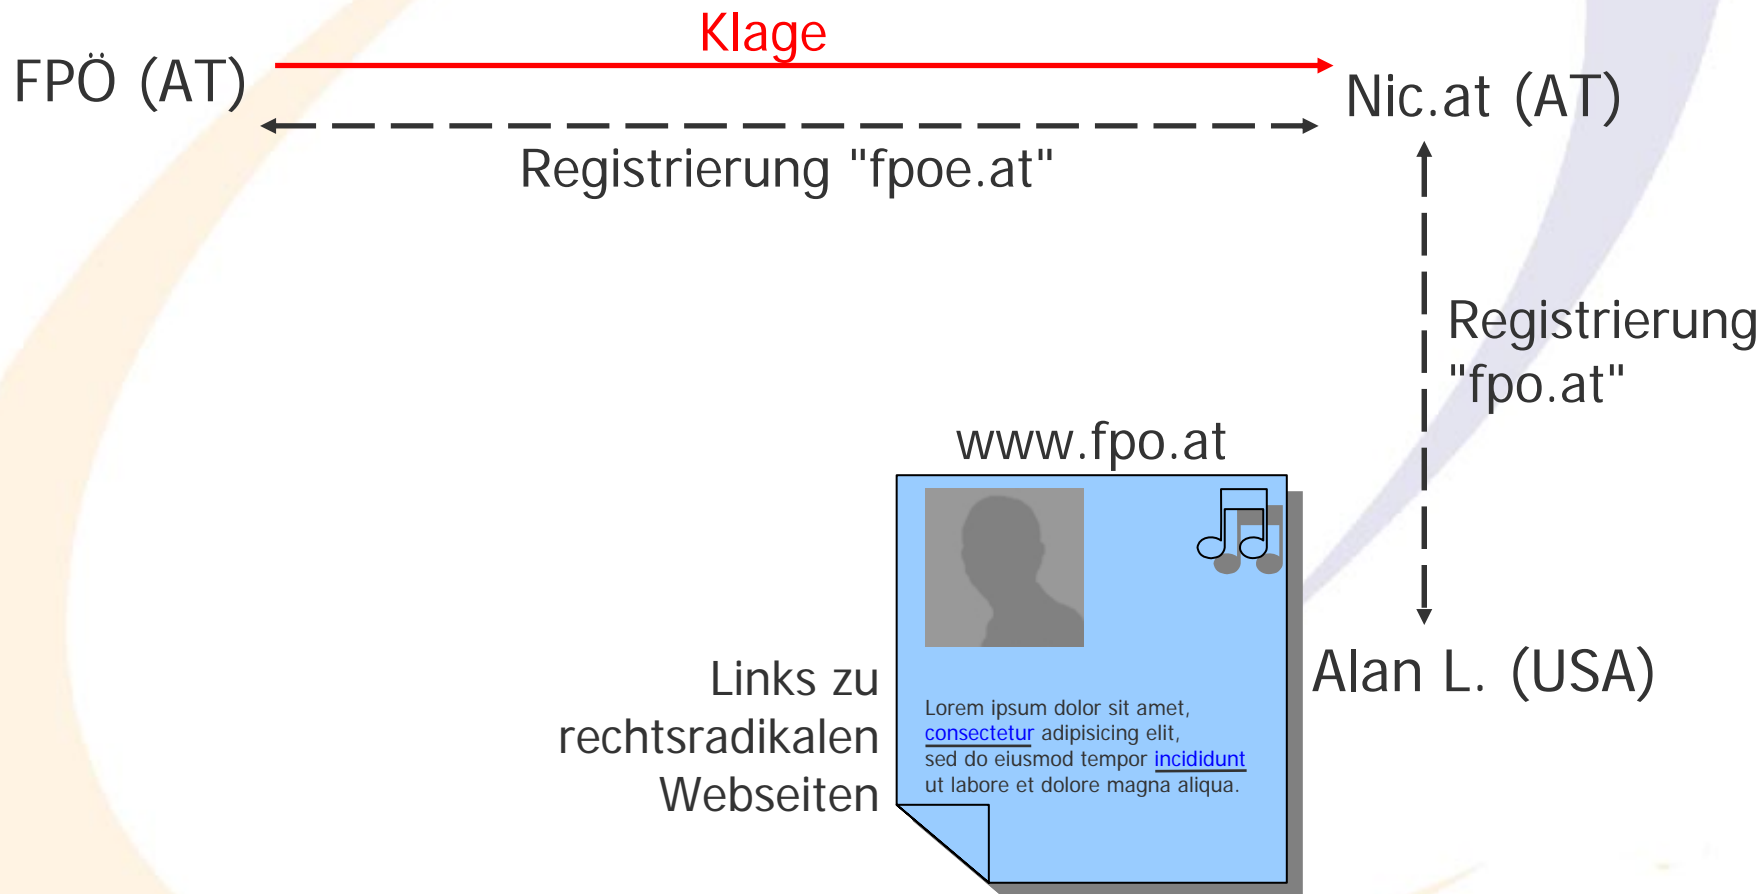 Klage
FPÖ (AT)
Nic.at (AT)
Registrierung "fpoe.at"
Registrierung
"fpo.at"
www.fpo.at
Alan L. (USA)
Links zu
rechtsradikalen
Webseiten
Lorem ipsum dolor sit amet,
consectetur adipisicing elit,
sed do eiusmod tempor incididunt
ut labore et dolore magna aliqua.